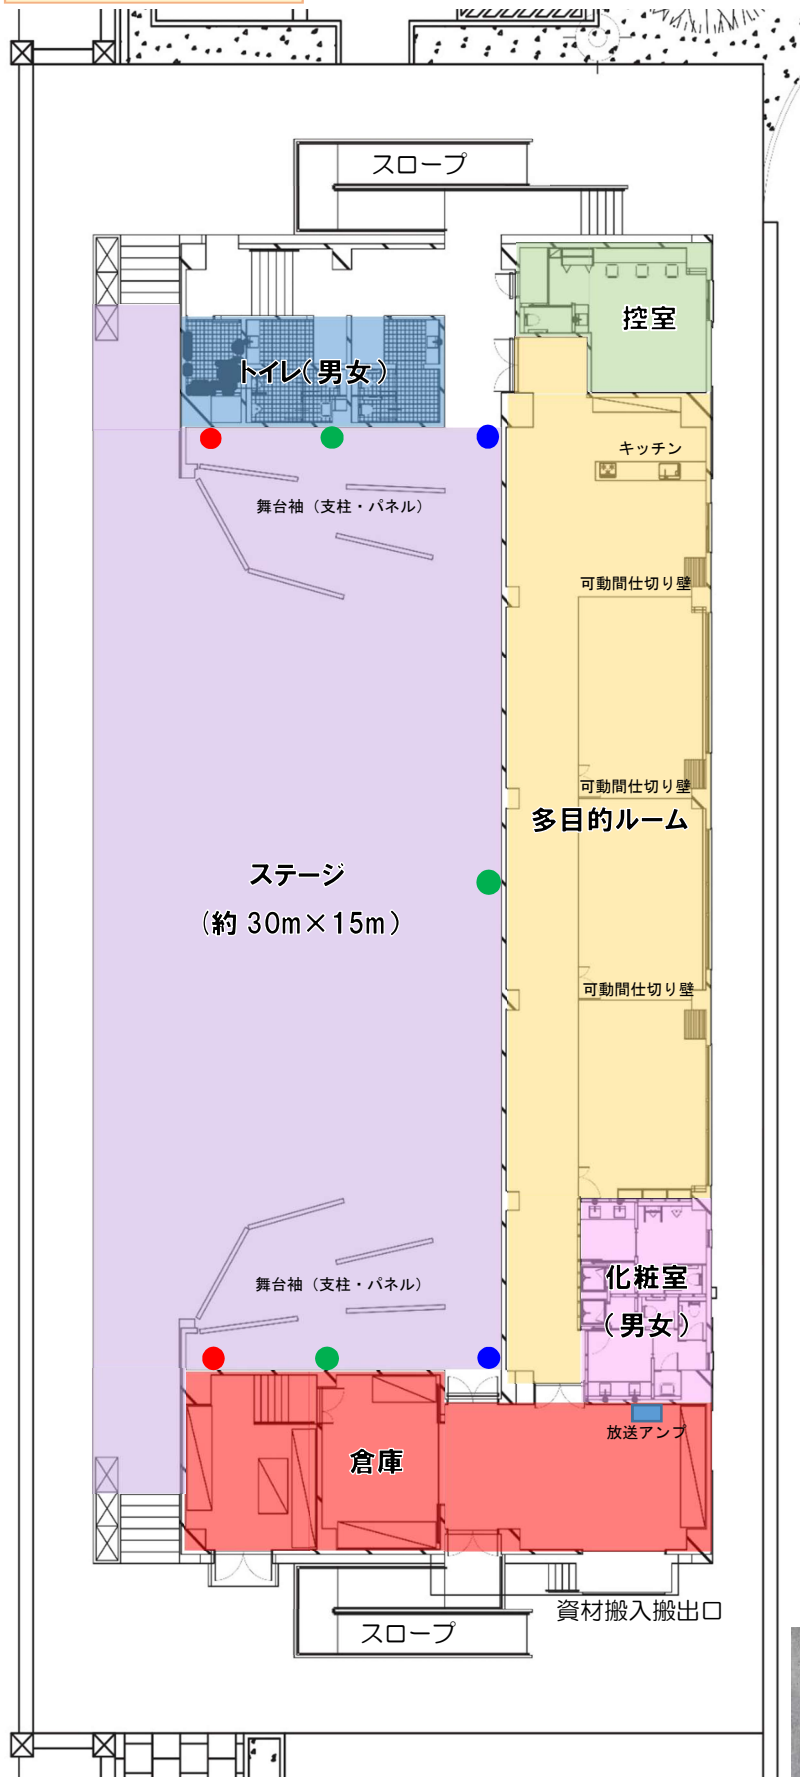 スロープ
控室
トイレ(男女)
キッチン
舞台袖(支柱・パネル)
可動間仕切り壁
可動間仕切り壁
多目的ルーム
ステージ
(約 30m×15m)
可動間仕切り壁
化粧室
(男女)
舞台袖(支柱・パネル)
放送アンプ
倉庫
資材搬入搬出口
スロープ